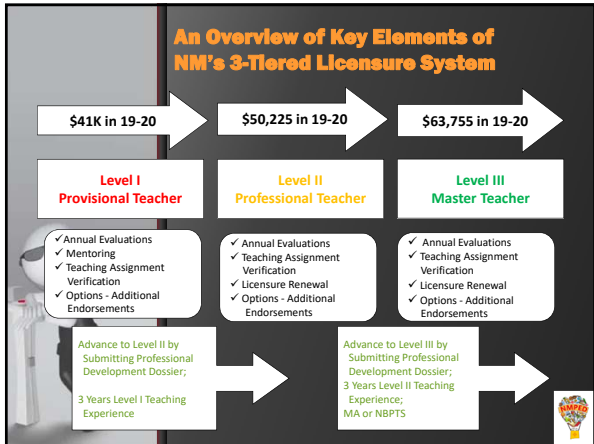 An Overview of Key Elements of
NM's 3-Tiered Licensure System
$41K in 19-20
$50,225 in 19-20
$63,755 in 19-20
Level I
Provisional Teacher
Level II
Professional Teacher
Level III
Master Teacher
✓Annual Evaluations
✓ Mentoring
✓ Teaching Assignment
Verification
✓ Options - Additional
Endorsements
✓ Annual Evaluations
✓ Teaching Assignment
Verification
✓ Licensure Renewal
✓ Options - Additional
Endorsements
✓ Annual Evaluations
✓ Teaching Assignment
Verification
✓ Licensure Renewal
✓ Options - Additional
Endorsements
Advance to Level II by
Submitting Professional
Development Dossier;
3 Years Level I Teaching
Experience
Advance to Level III by
Submitting Professional
Development Dossier;
3 Years Level II Teaching
Experience;
MA or NBPTS
NMPED